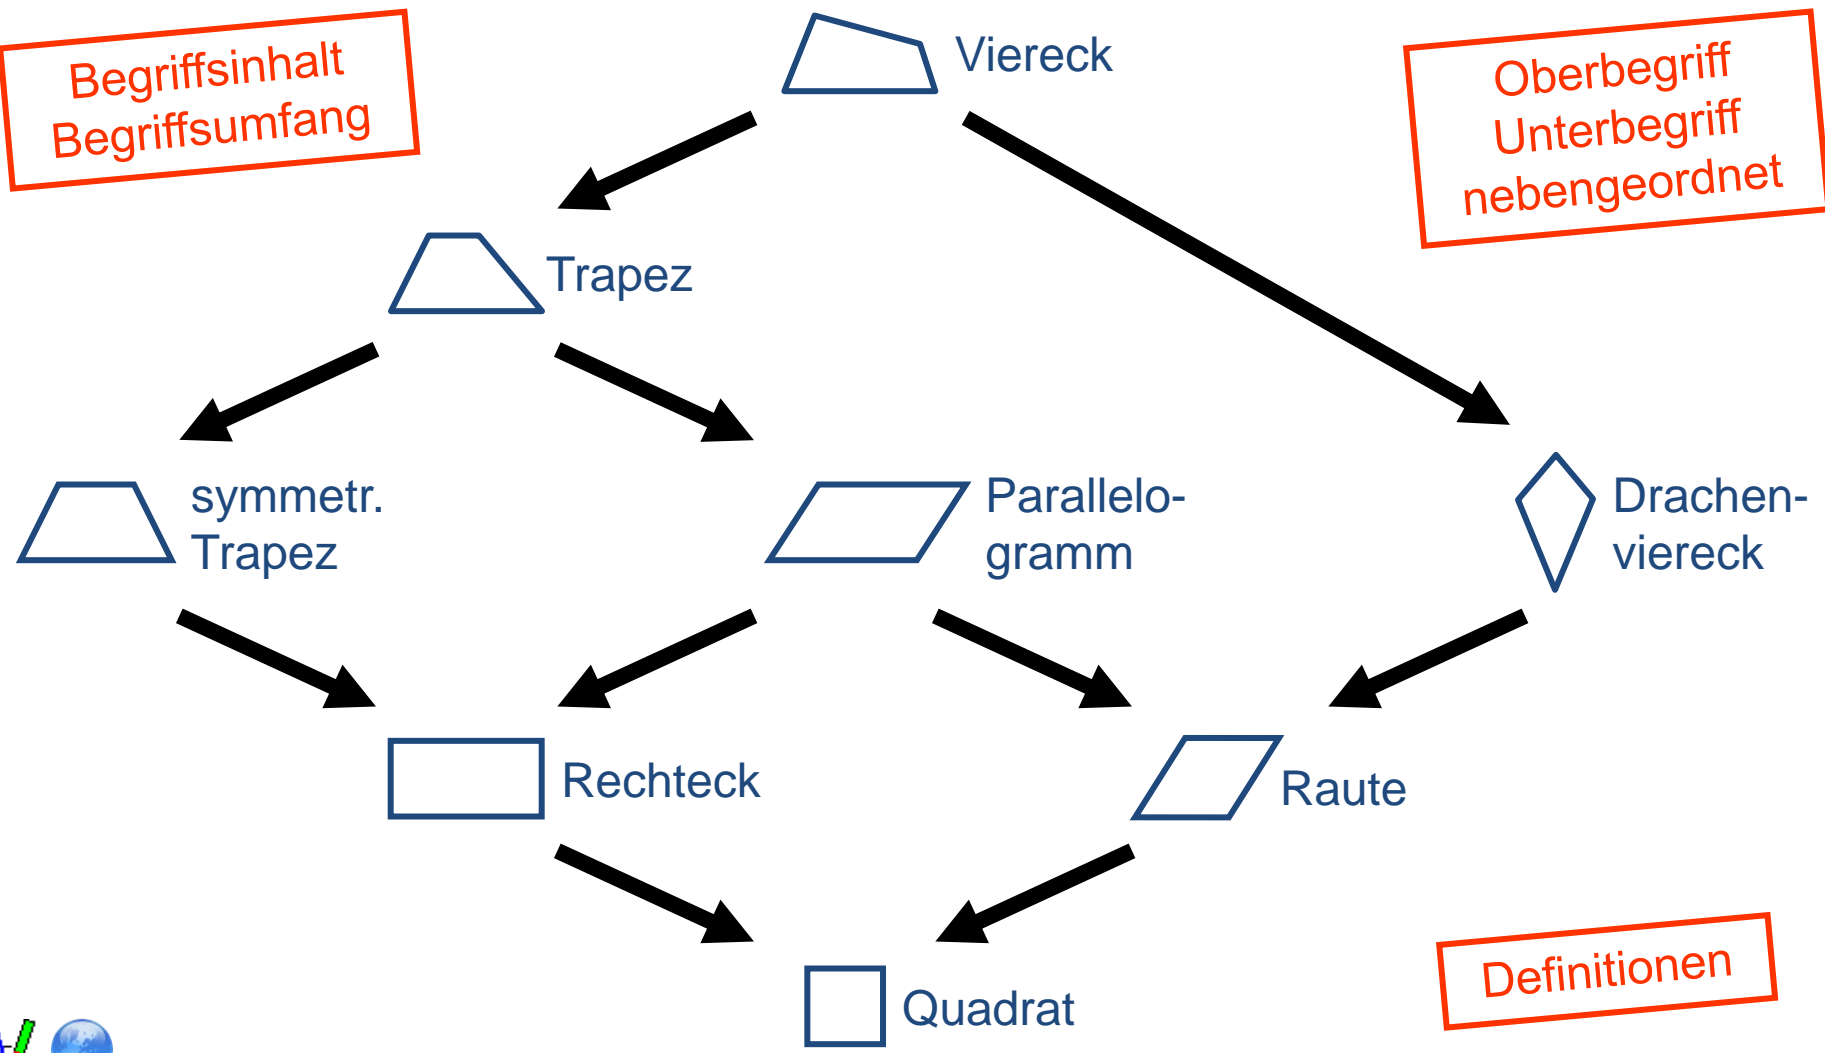 Begriffsinhalt
Begriffsumfang
Viereck
Oberbegriff
Unterbegriff
nebengeordnet
Trapez
symmetr.
Trapez
Parallelo-
gramm
Drachen-
viereck
Rechteck
Raute
Definitionen
Quadrat